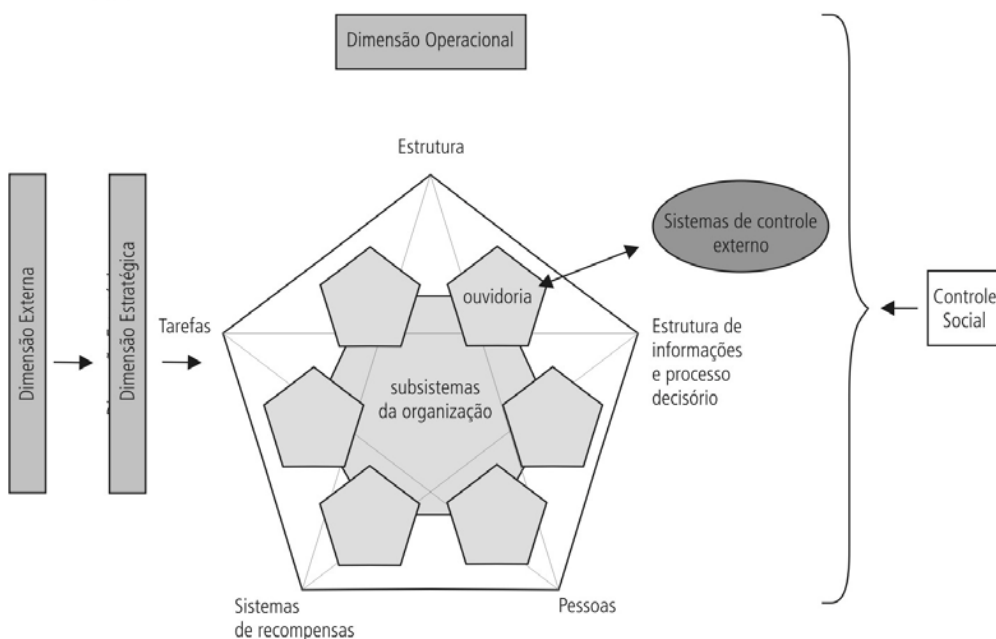 Dimensão Operacional
Estrutura
Sistemas de controle
externo
ouvidoria
Dimensão Externa
Dimensão Estratégica
Tarefas
Estrutura de
informações
e processo
decisório
Controle
Social
subsistemas
da organização
Sistemas
de recompensas
Pessoas